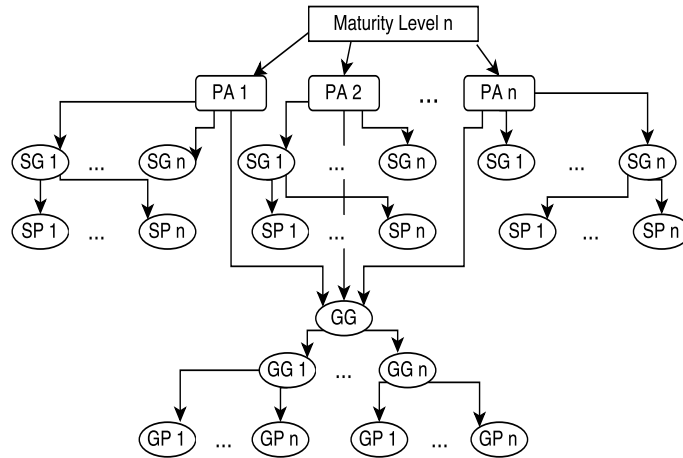 Maturity Level n
PA 1 PA 2 ... PA n
SG 1 ... SG n SG 1 ... SG n SG 1 ... SG n
SP 1 ... SP n SP 1 ... SP n SP 1 ... SP n
GG
GG 1 ... GG n
GP 1 ... GP n GP 1 ... GP n